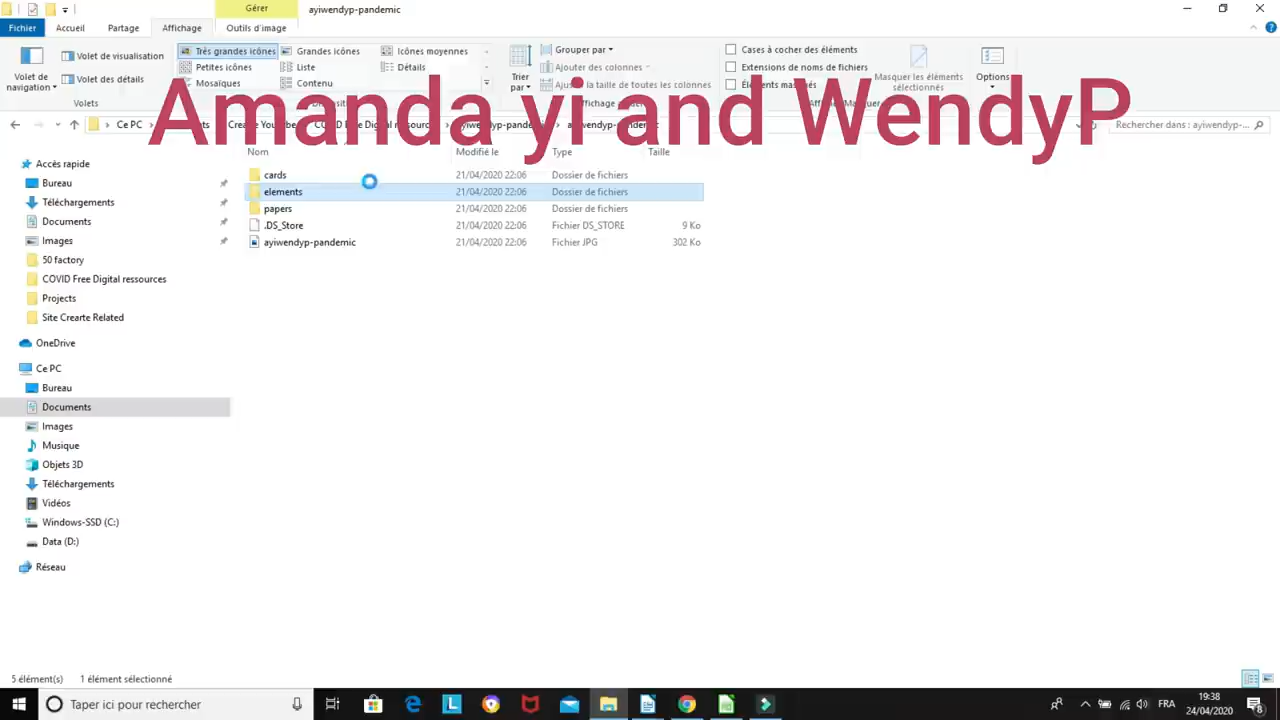 Gérer
ayiwendyp-pandemic
Fichier Accueil Partage Affichage Outils d'image
Volet de navigation
Volet de visualisation
Volet des détails
Volets
Très grandes icônes Grandes icônes Icônes moyennes
Petites icônes Liste Détails
Mosaïques Contenu
Trier par
Grouper par
Ajouter des colonnes
la taille de toutes les colonnes
Cases à cocher des éléments
Extensions de noms de fichiers
Éléments masqués
Masquer les éléments sélectionnés
Options
Amanda yi and WendyP
Ce PC
Rechercher dans : ayiwendyp-...
Nom Modifié le Type Taille
cards 21/04/2020 22:06 Dossier de fichiers
elements 21/04/2020 22:06 Dossier de fichiers
papers 21/04/2020 22:06 Dossier de fichiers
.DS_Store 21/04/2020 22:06 Fichier DS_STORE 9 Ko
ayiwendyp-pandemic 21/04/2020 22:06 Fichier JPG 302 Ko
Accès rapide
Bureau
Téléchargements
Documents
Images
50 factory
COVID Free Digital ressources
Projects
Site Crearte Related
OneDrive
Ce PC
Bureau
Documents
Images
Musique
Objets 3D
Téléchargements
Vidéos
Windows-SSD (C:)
Data (D:)
Réseau
5 élément(s) 1 élément sélectionné
Taper ici pour rechercher
FRA
19:38
24/04/2020